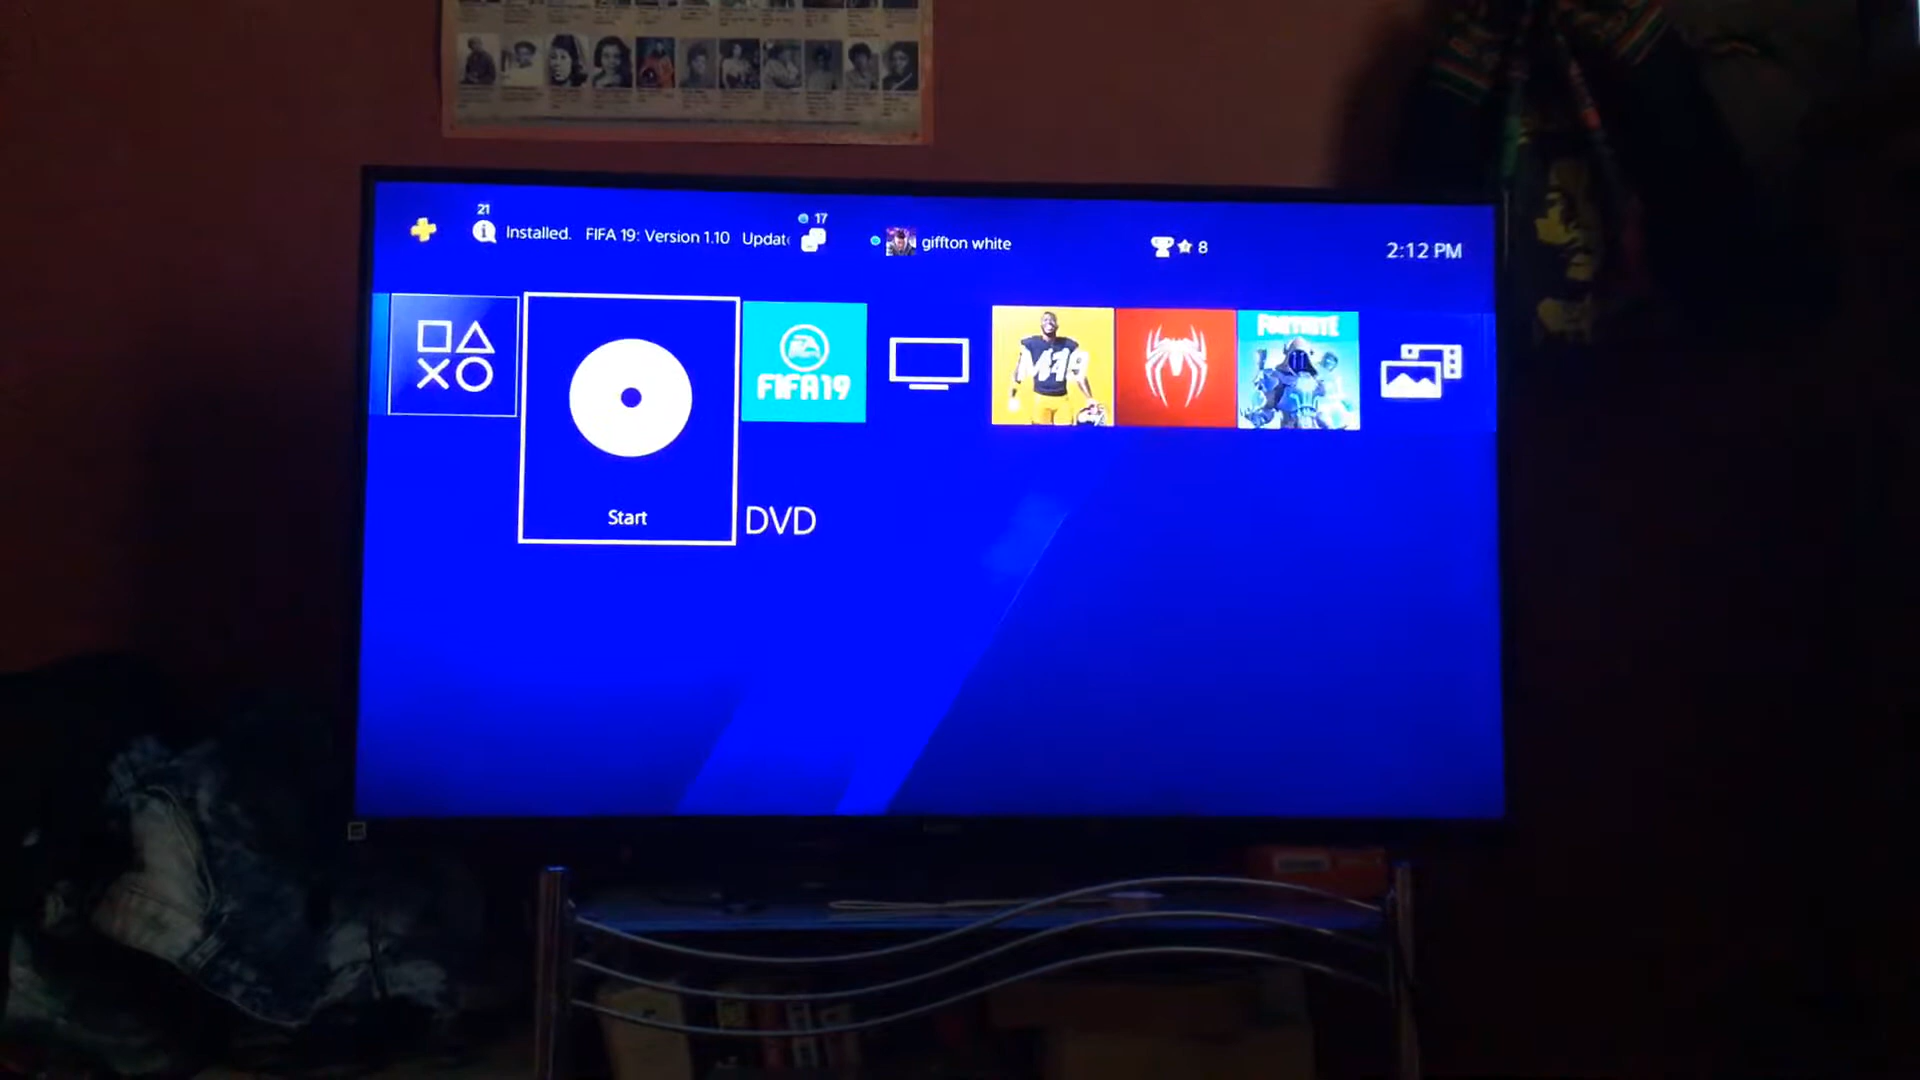 21
Installed. FIFA 19: Version 1.10 Updat
17
giffton white
8
2:12 PM
EA
FIFA19
M19
FORTNITE
Start
DVD